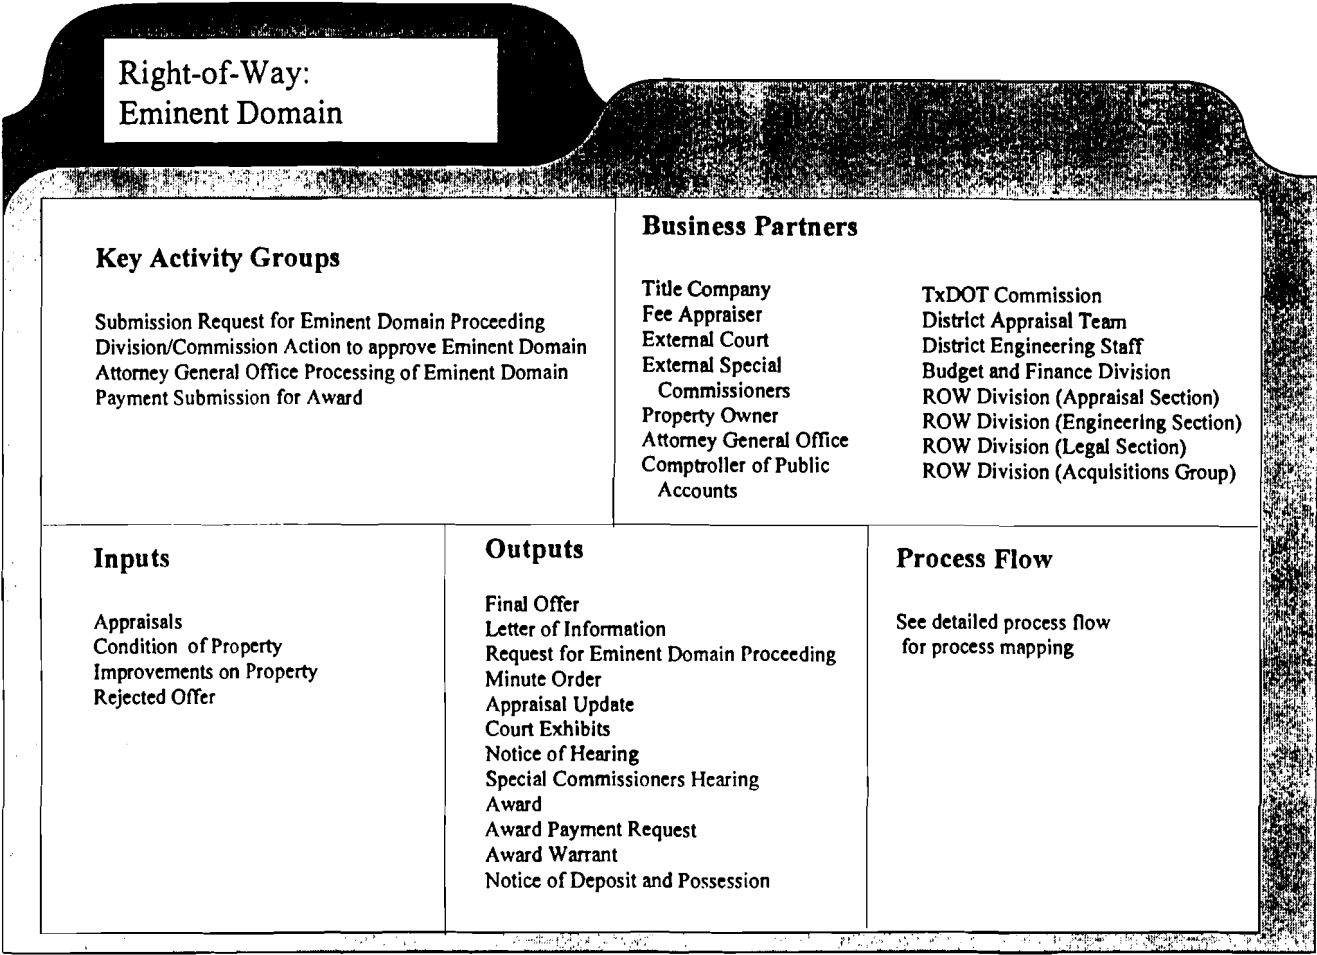 Right-of-Way:
Eminent Domain
Key Activity Groups
Submission Request for Eminent Domain Proceeding
Division/Commission Action to approve Eminent Domain
Attorney General Office Processing of Eminent Domain
Payment Submission for Award
Business Partners
Title Company
Fee Appraiser
External Court
External Special
Commissioners
Property Owner
Attorney General Office
Comptroller of Public
Accounts
TxDOT Commission
District Appraisal Team
District Engineering Staff
Budget and Finance Division
ROW Division (Appraisal Section)
ROW Division (Engineering Section)
ROW Division (Legal Section)
ROW Division (Acquisitions Group)
Inputs
Appraisals
Condition of Property
Improvements on Property
Rejected Offer
Outputs
Final Offer
Letter of Information
Request for Eminent Domain Proceeding
Minute Order
Appraisal Update
Court Exhibits
Notice of Hearing
Special Commissioners Hearing
Award
Award Payment Request
Award Warrant
Notice of Deposit and Possession
Process Flow
See detailed process flow
for process mapping